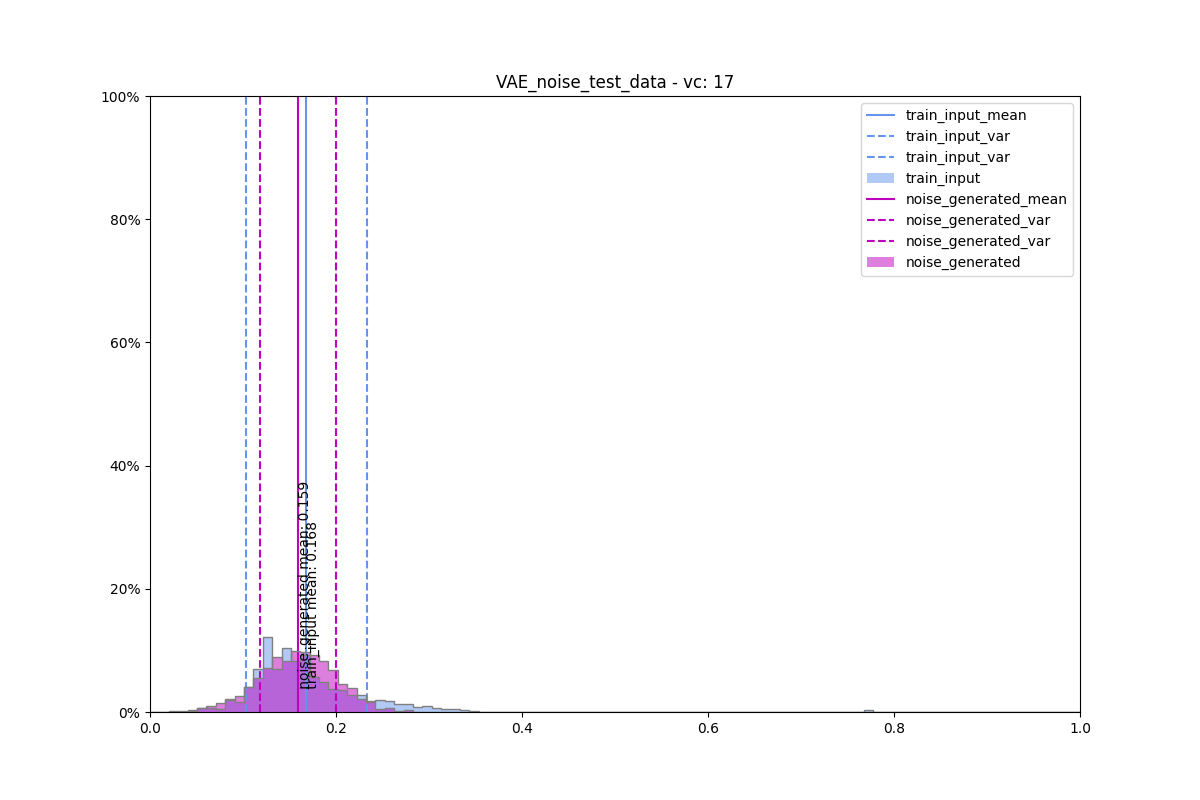 VAE_noise_test_data - vc: 17
100%
80%
60%
40%
20%
0%
0.0
0.2
0.4
0.6
0.8
1.0
train_input_mean
train_input_var
train_input_var
train_input
noise_generated_mean
noise_generated_var
noise_generated_var
noise_generated
noise_generated mean: 0.159
train_input mean: 0.168